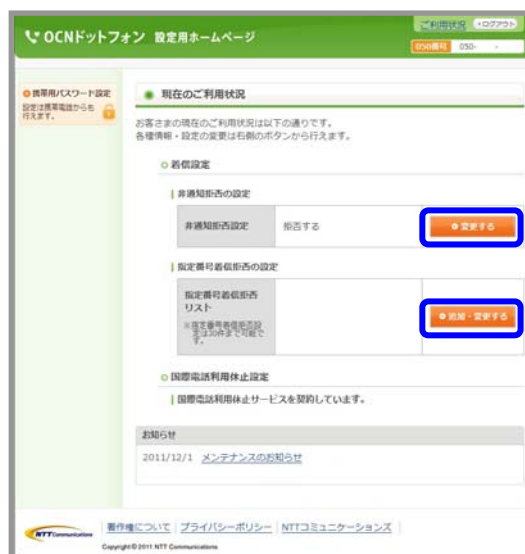 ご利用状況 ログアウト
OCNドットフォン 設定用ホームページ
050番号 050- -
携帯用パスワード設定
設定は携帯電話からも
行えます。
現在のご利用状況
お客さまの現在のご利用状況は以下の通りです。
各種情報・設定の変更は右側のボタンから行えます。
着信設定
非通知拒否の設定
非通知拒否設定 拒否する 変更する
指定番号着信拒否の設定
指定番号着信拒否
リスト
※指定番号着信拒否設
定は30件まで可能で
す。
追加・変更する
国際電話利用休止設定
国際電話利用休止サービスを契約しています。
お知らせ
2011/12/1 メンテナンスのお知らせ
NTT Communications
著作権について プライバシーポリシー NTTコミュニケーションズ
Copyright © 2011 NTT Communications